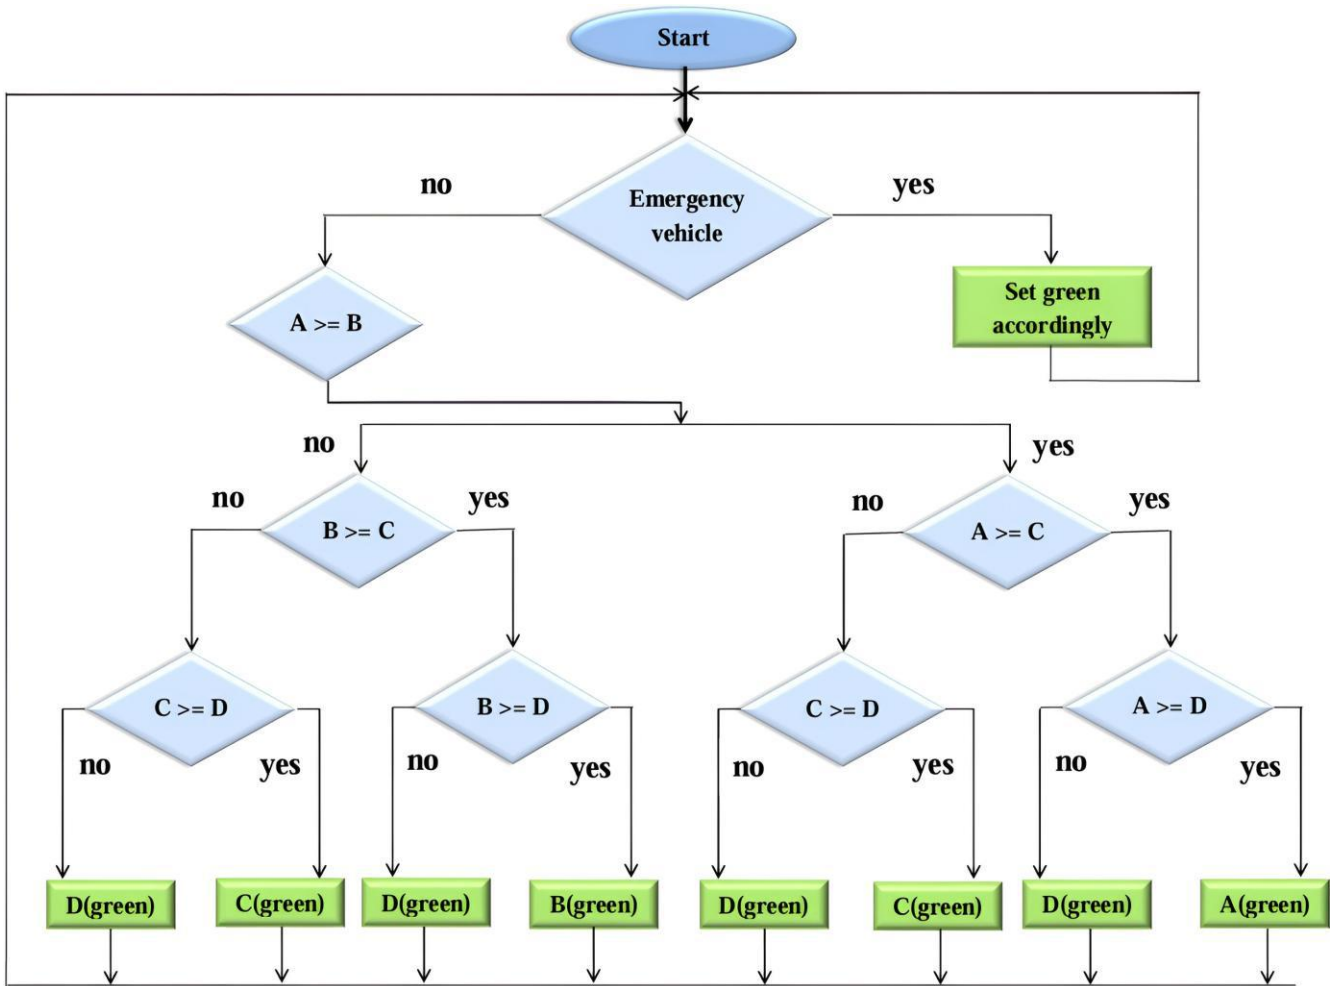 Start
no
yes
Emergency
vehicle
Set green
accordingly
A >= B
no
yes
no
yes
no
yes
B >= C
A >= C
C >= D
B >= D
C >= D
A >= D
no
yes
no
yes
no
yes
no
yes
D(green)
C(green)
D(green)
B(green)
D(green)
C(green)
D(green)
A(green)